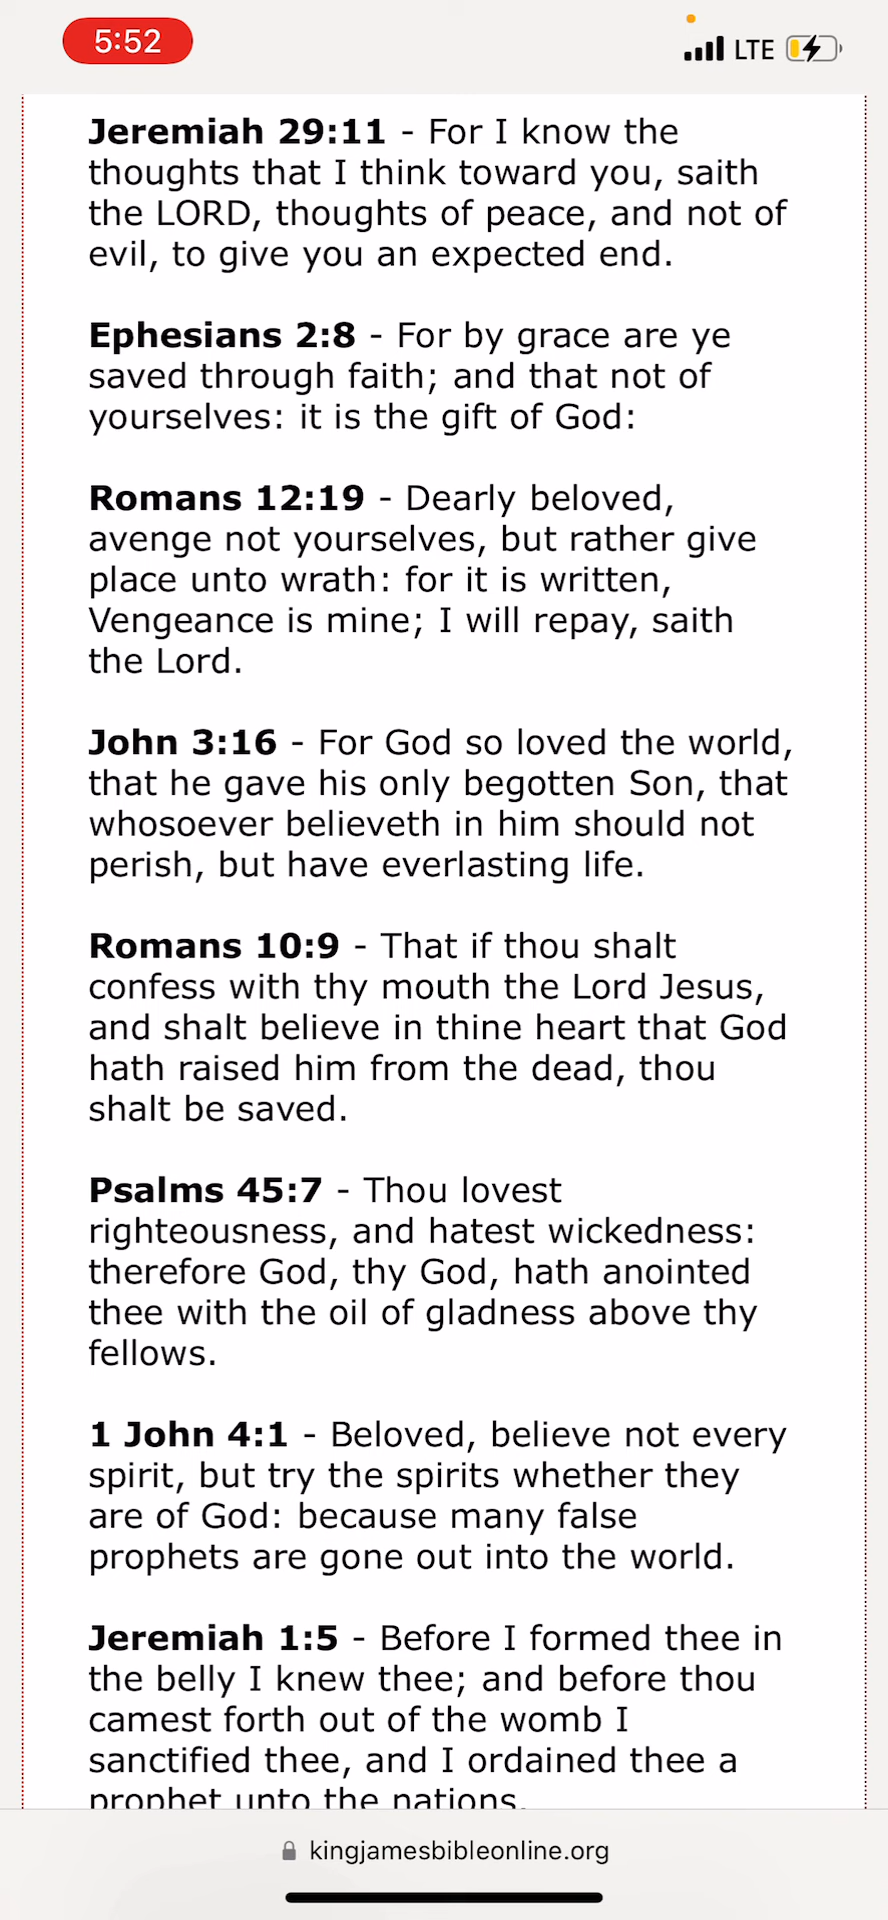 5:52
LTE
Jeremiah 29:11 - For I know the
thoughts that I think toward you, saith
the LORD, thoughts of peace, and not of
evil, to give you an expected end.
Ephesians 2:8 - For by grace are ye
saved through faith; and that not of
yourselves: it is the gift of God:
Romans 12:19 - Dearly beloved,
avenge not yourselves, but rather give
place unto wrath: for it is written,
Vengeance is mine; I will repay, saith
the Lord.
John 3:16 - For God so loved the world,
that he gave his only begotten Son, that
whosoever believeth in him should not
perish, but have everlasting life.
Romans 10:9 - That if thou shalt
confess with thy mouth the Lord Jesus,
and shalt believe in thine heart that God
hath raised him from the dead, thou
shalt be saved.
Psalms 45:7 - Thou lovest
righteousness, and hatest wickedness:
therefore God, thy God, hath anointed
thee with the oil of gladness above thy
fellows.
1 John 4:1 - Beloved, believe not every
spirit, but try the spirits whether they
are of God: because many false
prophets are gone out into the world.
Jeremiah 1:5 - Before I formed thee in
the belly I knew thee; and before thou
camest forth out of the womb I
sanctified thee, and I ordained thee a
prophet unto the nations.
kingjamesbibleonline.org